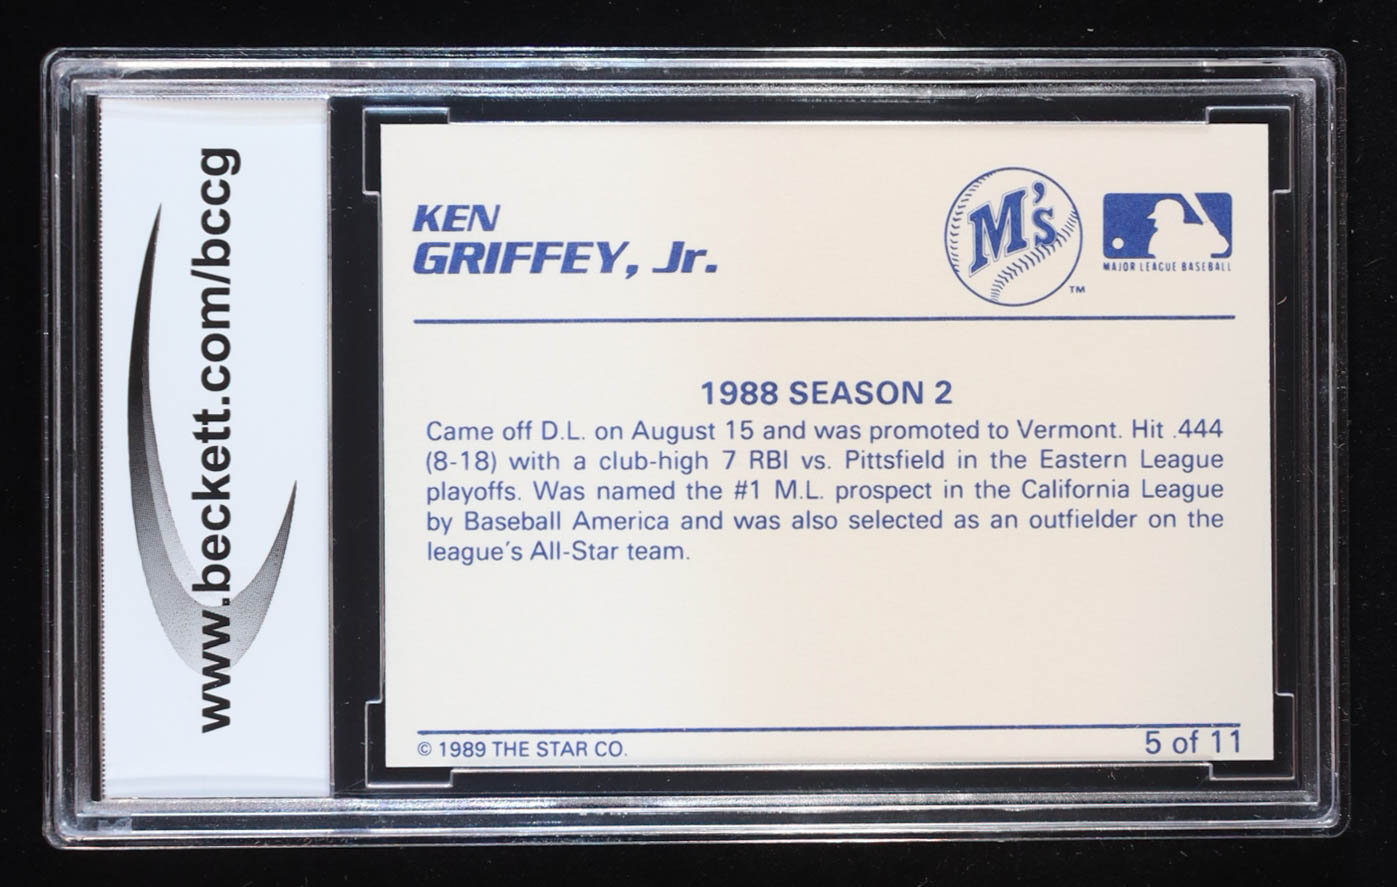 www.beckett.com/bccg
KEN
GRIFFEY, Jr.
M's
TM
MAJOR LEAGUE BASEBALL
1988 SEASON 2
Came off D.L. on August 15 and was promoted to Vermont. Hit .444
(8-18) with a club-high 7 RBI vs. Pittsfield in the Eastern League
playoffs. Was named the #1 M.L. prospect in the California League
by Baseball America and was also selected as an outfielder on the
league's All-Star team.
© 1989 THE STAR CO.
5 of 11